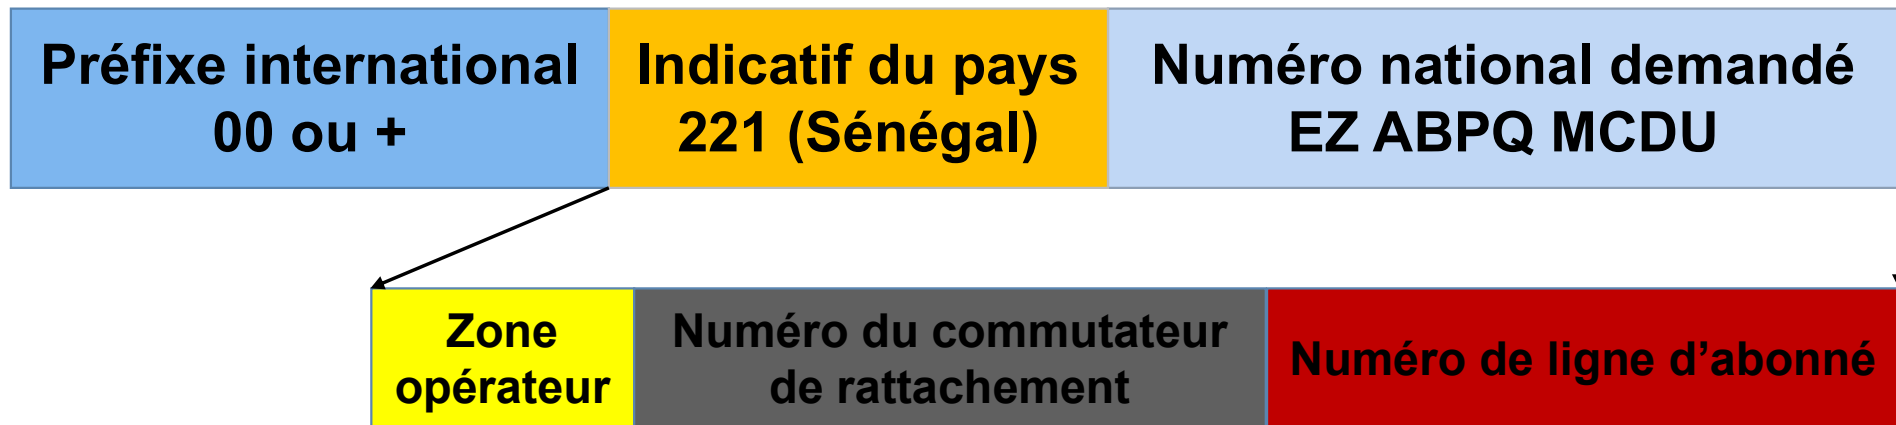 Préfixe international
00 ou +
Indicatif du pays
221 (Sénégal)
Numéro national demandé
EZ ABPQ MCDU
Zone
opérateur
Numéro du commutateur
de rattachement
Numéro de ligne d’abonné